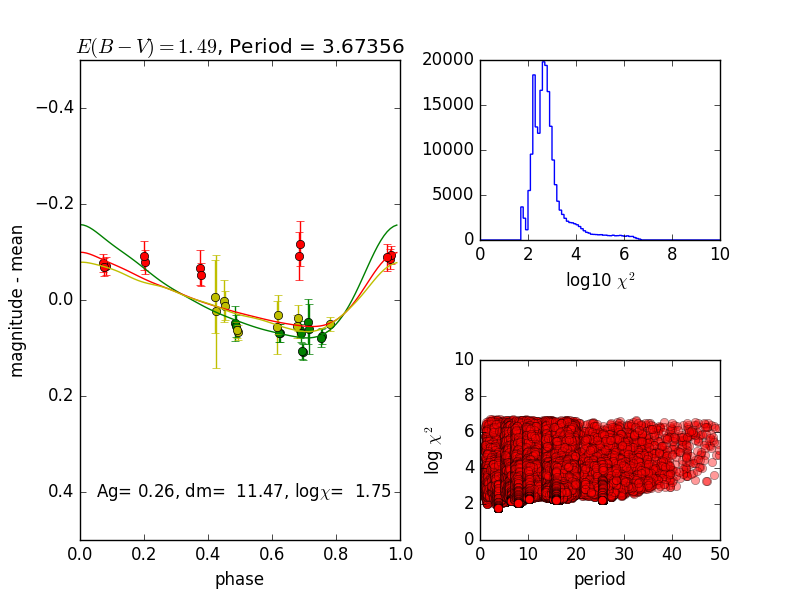 E(B − V) = 1.49, Period = 3.67356
−0.4
−0.2
0.0
0.2
0.4
magnitude - mean
Ag= 0.26, dm= 11.47, logχ= 1.75
0.0 0.2 0.4 0.6 0.8 1.0
phase
20000
15000
10000
5000
0
0 2 4 6 8 10
log10 χ²
10
8
6
4
2
0
log χ²
0 10 20 30 40 50
period